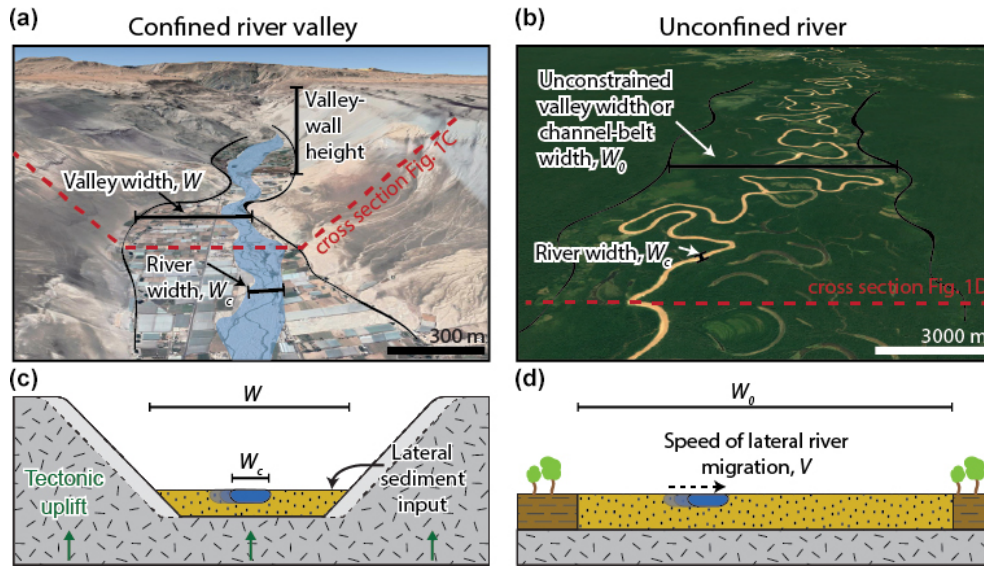 (a)
Confined river valley
Valley-
wall
height
Valley width, W
cross section Fig. 1C
River
width, Wc
300 m
(b)
Unconfined river
Unconstrained
valley width or
channel-belt
width, W0
River width, Wc
cross section Fig. 1D
3000 m
(c)
W
Wc
Tectonic
uplift
Lateral
sediment
input
(d)
W0
Speed of lateral river
migration, V